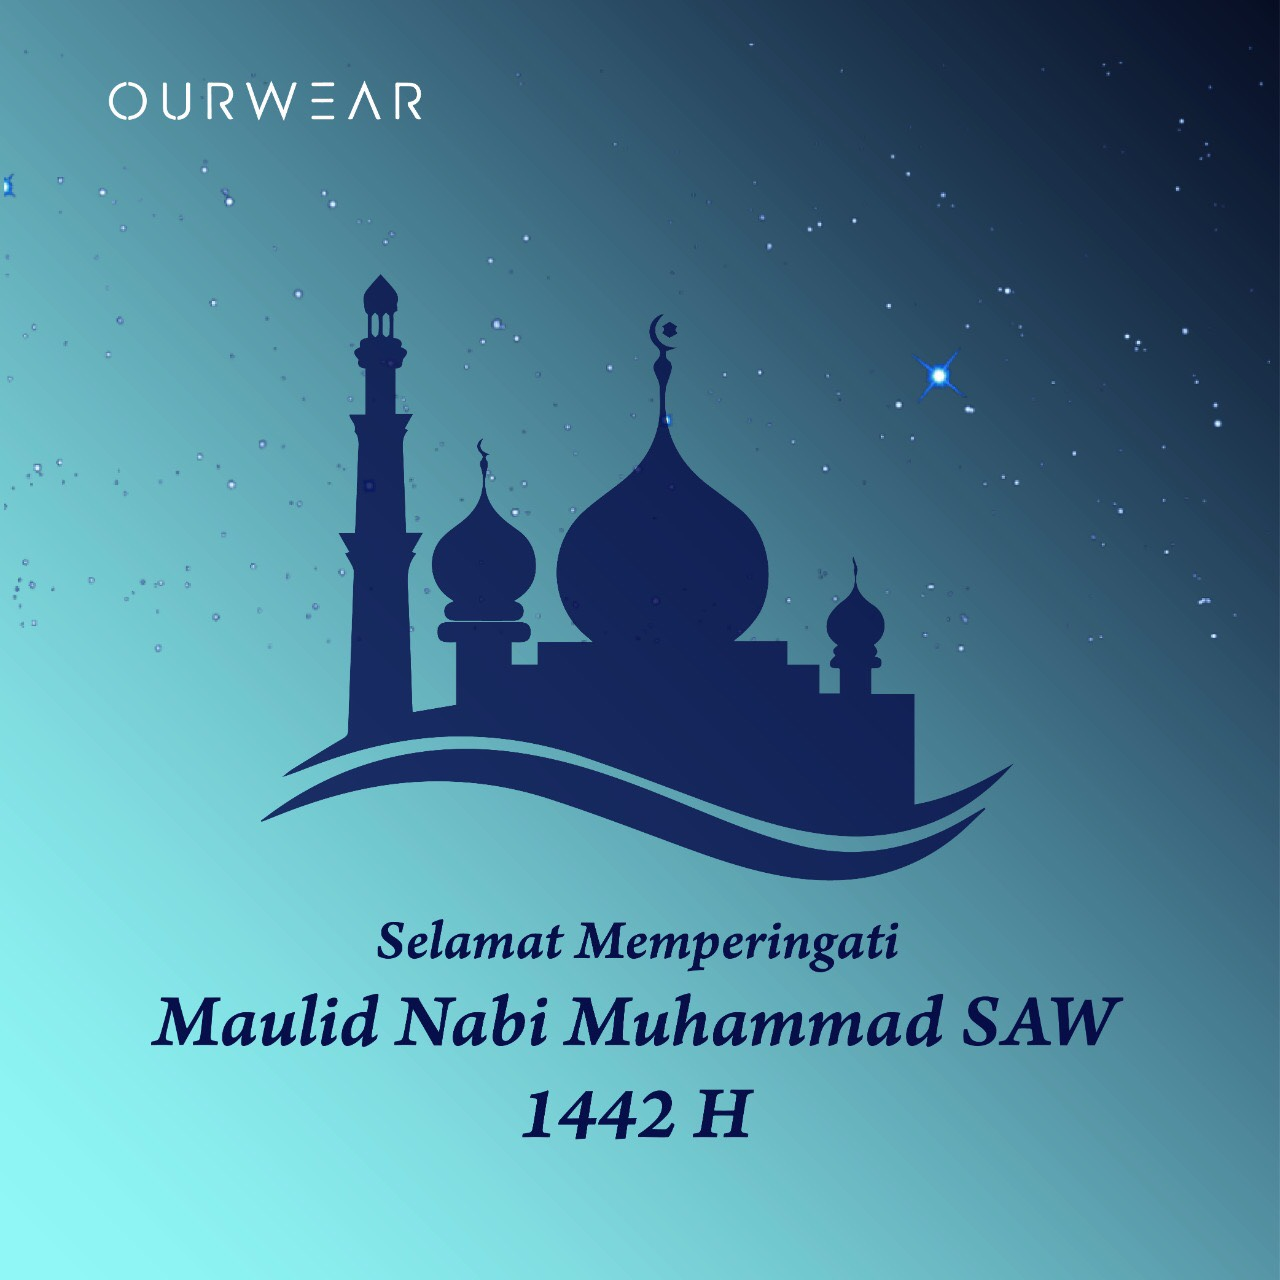 OURWEAR
Selamat Memperingati
Maulid Nabi Muhammad SAW
1442 H